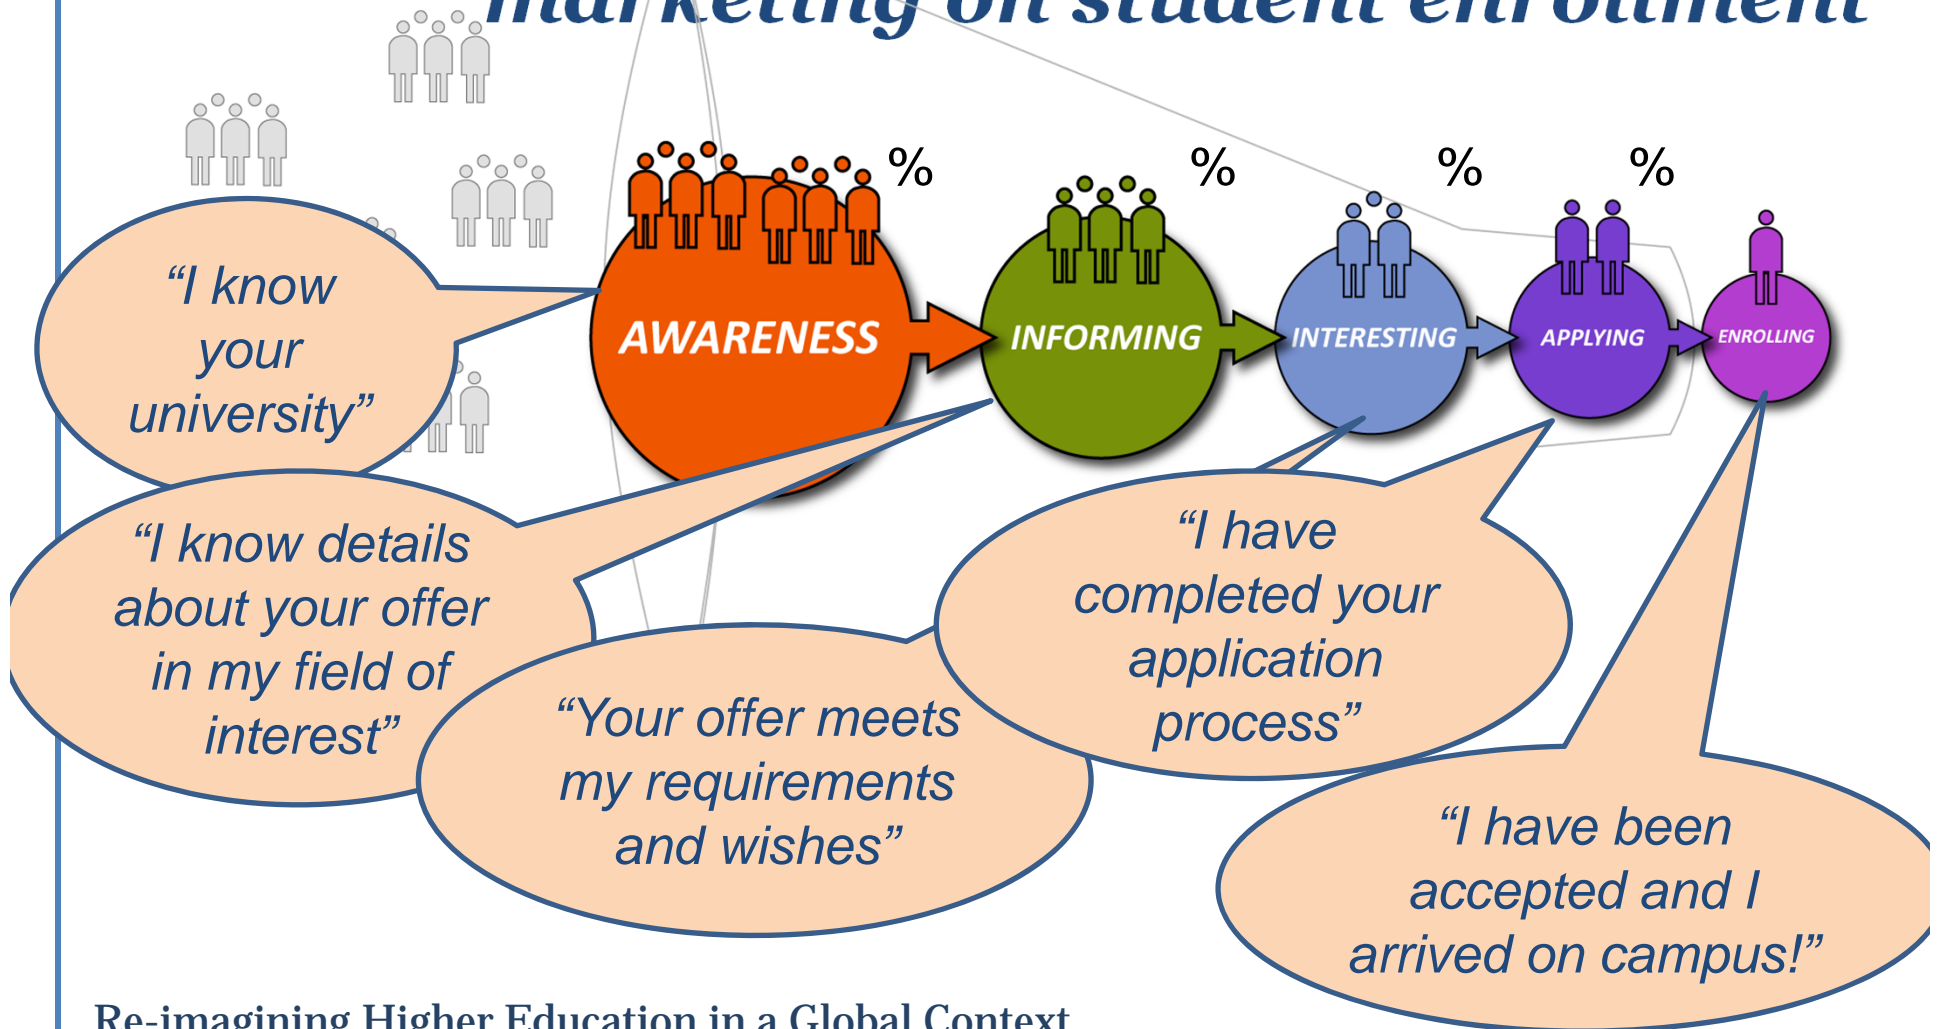 marketing on student enrollment
%
%
%
%
AWARENESS
INFORMING
INTERESTING
APPLYING
ENROLLING
“I know
your
university”
“I know details
about your offer
in my field of
interest”
“Your offer meets
my requirements
and wishes”
“I have
completed your
application
process”
“I have been
accepted and I
arrived on campus!”
Re-imagining Higher Education in a Global Context